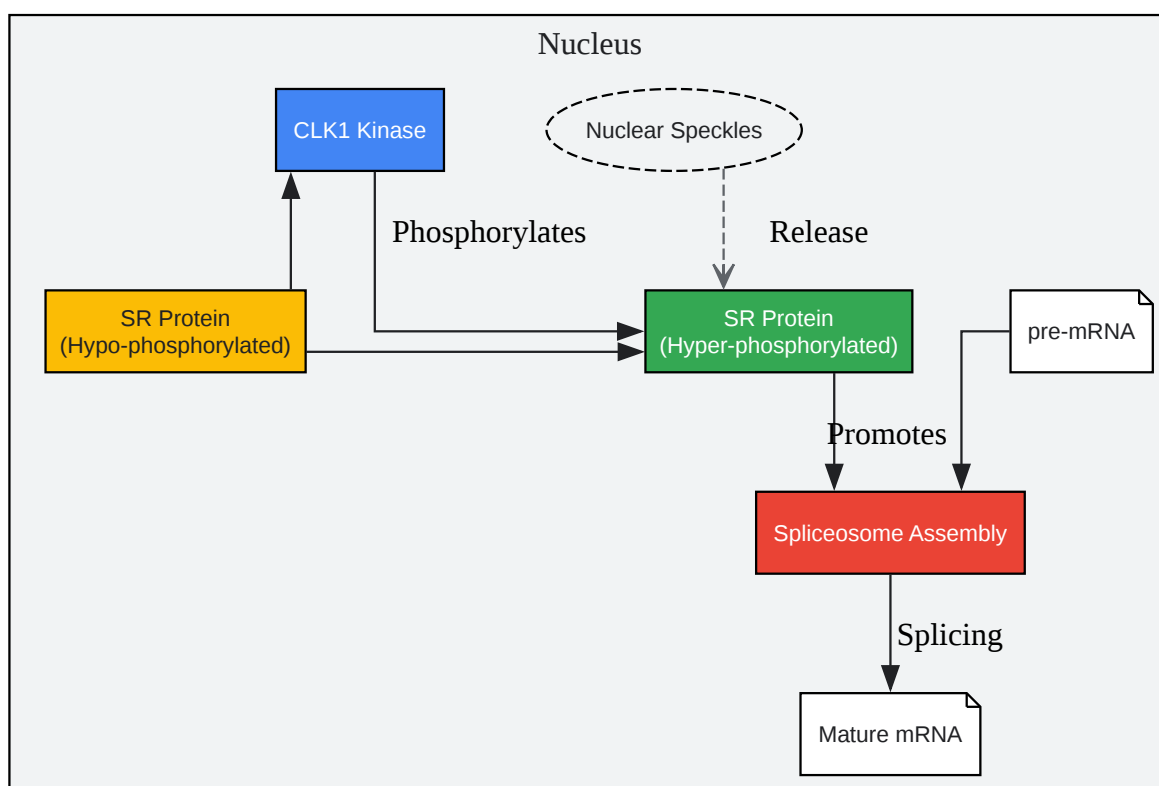 Nucleus
CLK1 Kinase
Nuclear Speckles
Phosphorylates
Release
SR Protein
(Hypo-phosphorylated)
SR Protein
(Hyper-phosphorylated)
pre-mRNA
Promotes
Spliceosome Assembly
Splicing
Mature mRNA